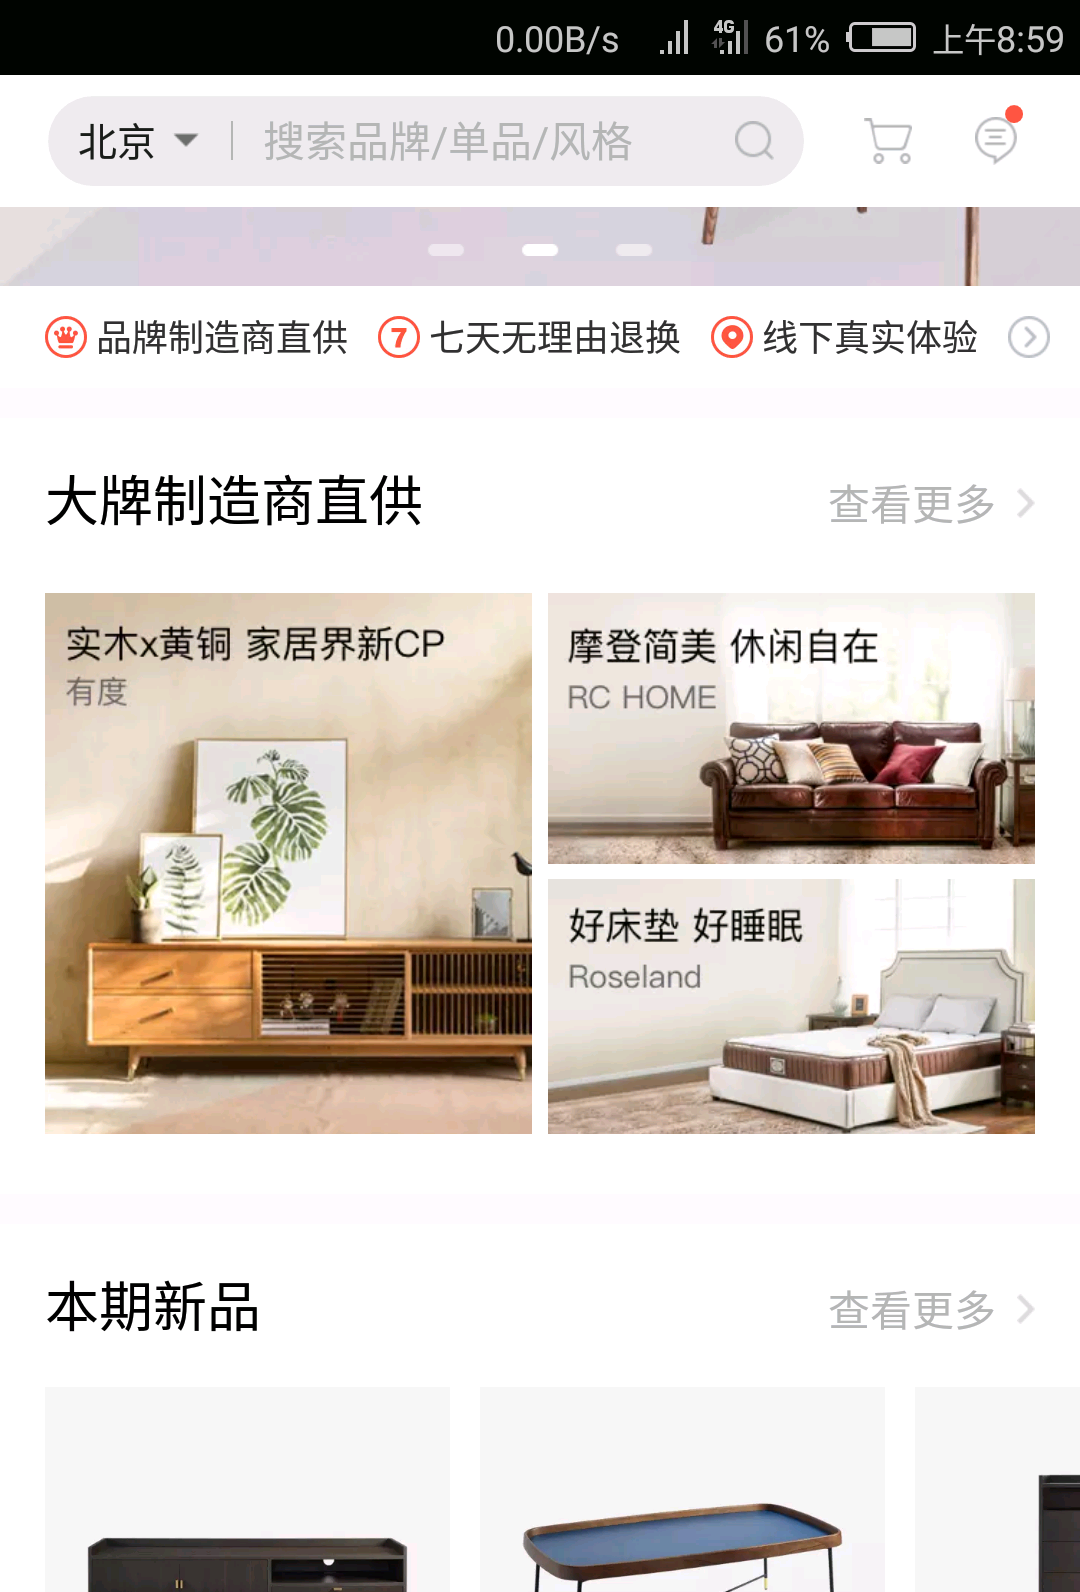 0.00B/s 4G 61% 上午8:59
北京 搜索品牌/单品/风格
品牌制造商直供 7 七天无理由退换 线下真实体验
大牌制造商直供 查看更多
实木x黄铜 家居界新CP
有度
摩登简美 休闲自在
RC HOME
好床垫 好睡眠
Roseland
本期新品 查看更多